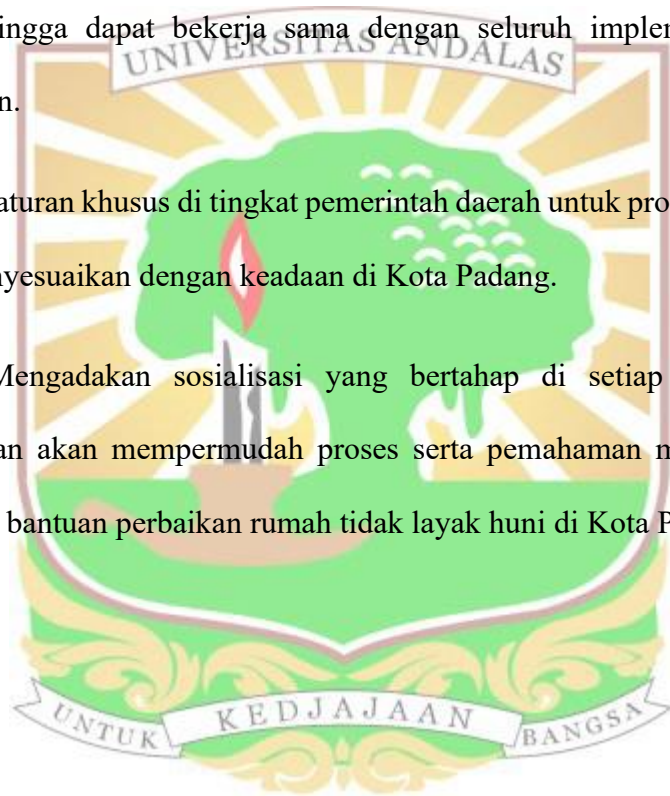 ingga dapat bekerja sama dengan seluruh implen
UNIVERSITAS ANDALAS
n.
aturan khusus di tingkat pemerintah daerah untuk pro
nyesuaikan dengan keadaan di Kota Padang.
Mengadakan sosialisasi yang bertahap di setiap
an akan mempermudah proses serta pemahaman m
bantuan perbaikan rumah tidak layak huni di Kota P
UNTUK KEDJAJAAN BANGSA